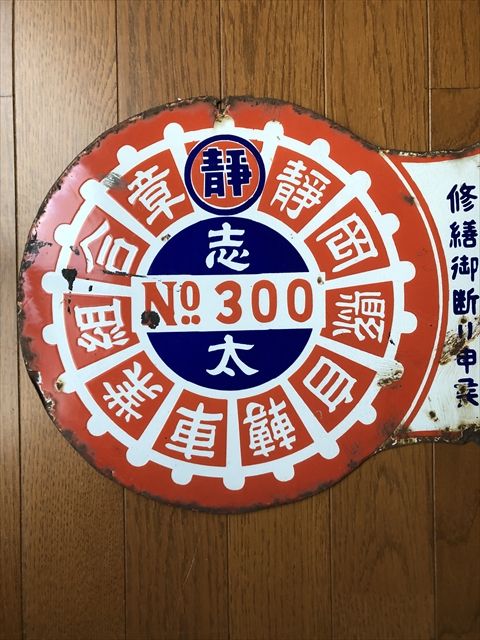 靜
靜岡縣自轉車業組合章
志
No. 300
太
修繕御断り申候